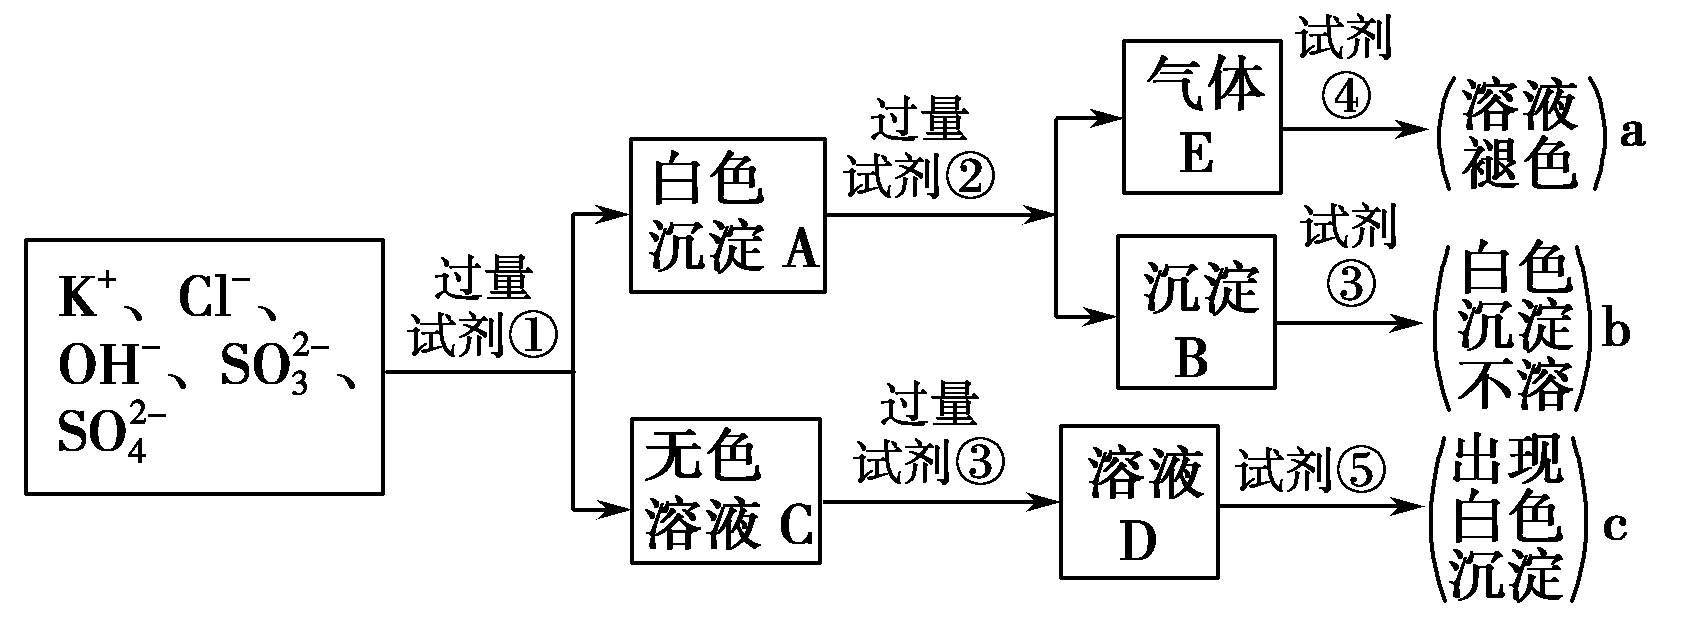 K⁺、Cl⁻、
OH⁻、SO₃²⁻、
SO₄²⁻
过量
试剂①
白色
沉淀 A
过量
试剂②
气体
E
试剂
④
溶液
褪色
a
沉淀
B
试剂
③
白色
沉淀
不溶
b
无色
溶液 C
过量
试剂③
溶液
D
试剂⑤
出现
白色
沉淀
c